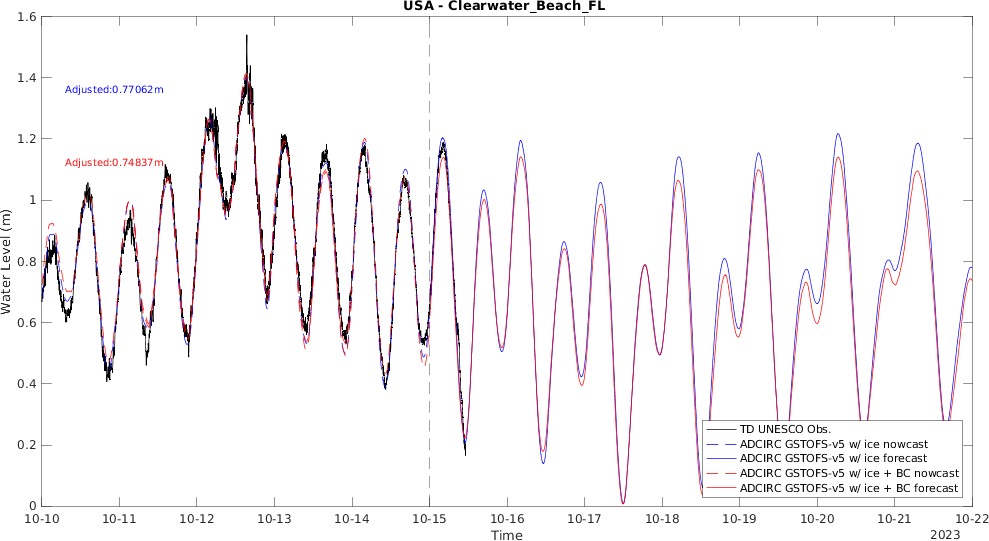 USA - Clearwater_Beach_FL
1.6
1.4
1.2
1
0.8
0.6
0.4
0.2
0
Water Level (m)
Adjusted:0.77062m
Adjusted:0.74837m
TD UNESCO Obs.
ADCIRC GSTOFS-v5 w/ ice nowcast
ADCIRC GSTOFS-v5 w/ ice forecast
ADCIRC GSTOFS-v5 w/ ice + BC nowcast
ADCIRC GSTOFS-v5 w/ ice + BC forecast
10-10 10-11 10-12 10-13 10-14 10-15 10-16 10-17 10-18 10-19 10-20 10-21 10-22
Time
2023